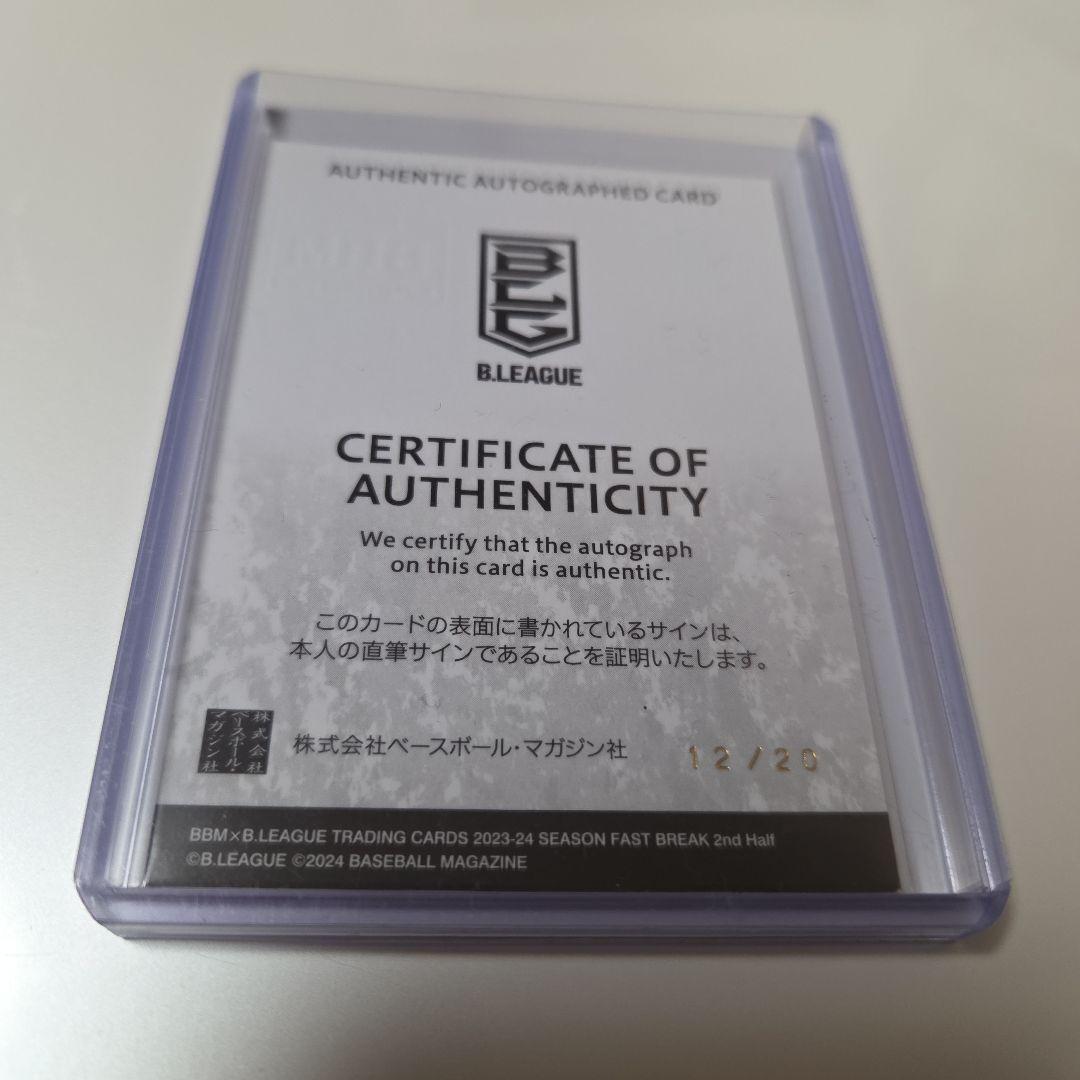 AUTHENTIC AUTOGRAPHED CARD
BLG
B.LEAGUE
CERTIFICATE OF
AUTHENTICITY
We certify that the autograph
on this card is authentic.
このカードの表面に書かれているサインは、
本人の直筆サインであることを証明いたします。
株式会社
ベースボール・
マガジン社
株式会社ベースボール・マガジン社
12/20
BBM×B.LEAGUE TRADING CARDS 2023-24 SEASON FAST BREAK 2nd Half
©B.LEAGUE ©2024 BASEBALL MAGAZINE